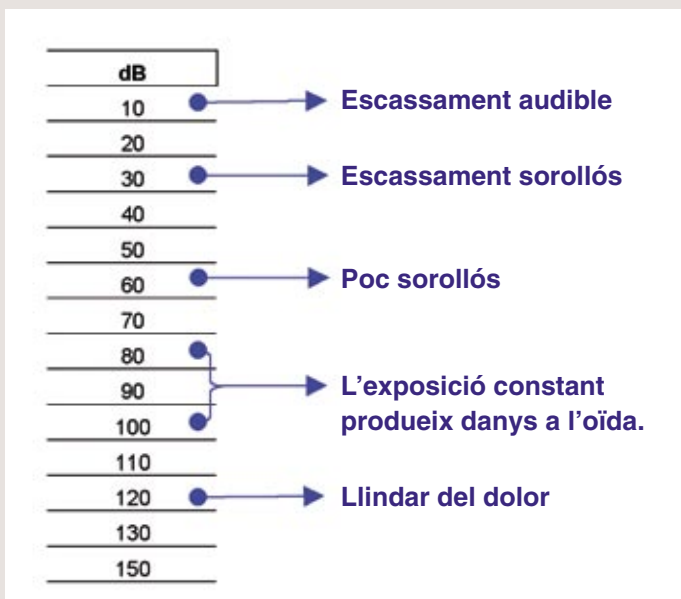 dB
10 Escassament audible
20
30 Escassament sorollós
40
50
60 Poc sorollós
70
80
90 L’exposició constant
100 produeix danys a l’oïda.
110
120 Llindar del dolor
130
150